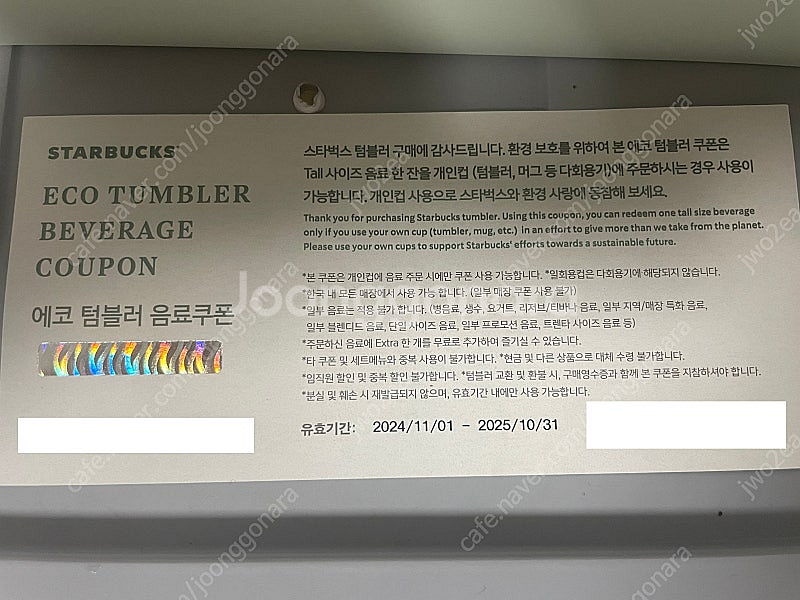 STARBUCKS
ECO TUMBLER
BEVERAGE
COUPON
에코 텀블러 음료쿠폰
스타벅스 텀블러 구매에 감사드립니다. 환경 보호를 위하여 본 에코 텀블러 쿠폰은
Tall 사이즈 음료 한 잔을 개인컵 (텀블러, 머그 등 다회용기)에 주문하시는 경우 사용이
가능합니다. 개인컵 사용으로 스타벅스와 환경 사랑에 동참해 보세요.
Thank you for purchasing Starbucks tumbler. Using this coupon, you can redeem one tall size beverage
only if you use your own cup (tumbler, mug, etc.) in an effort to give more than we take from the planet.
Please use your own cups to support Starbucks' efforts towards a sustainable future.
*본 쿠폰은 개인컵에 음료 주문 시에만 쿠폰 사용 가능합니다. *일회용컵은 다회용기에 해당되지 않습니다.
*한국 내 모든 매장에서 사용 가능 합니다. (일부 매장 쿠폰 사용 불가)
*일부 음료는 적용 불가 합니다. (병음료, 생수, 요거트, 리저브/티바나 음료, 일부 지역/매장 특화 음료,
일부 블렌디드 음료, 단일 사이즈 음료, 일부 프로모션 음료, 트렌타 사이즈 음료 등)
*주문하신 음료에 Extra 한 개를 무료로 추가하여 즐기실 수 있습니다.
*타 쿠폰 및 세트메뉴와 중복 사용이 불가합니다. *현금 및 다른 상품으로 대체 수령 불가합니다.
*임직원 할인 및 중복 할인 불가합니다. *텀블러 교환 및 환불 시, 구매영수증과 함께 본 쿠폰을 지참하셔야 합니다.
*분실 및 훼손 시 재발급되지 않으며, 유효기간 내에만 사용 가능합니다.
유효기간: 2024/11/01 - 2025/10/31
cafe.naver.com/joonggonara
jwo2ea